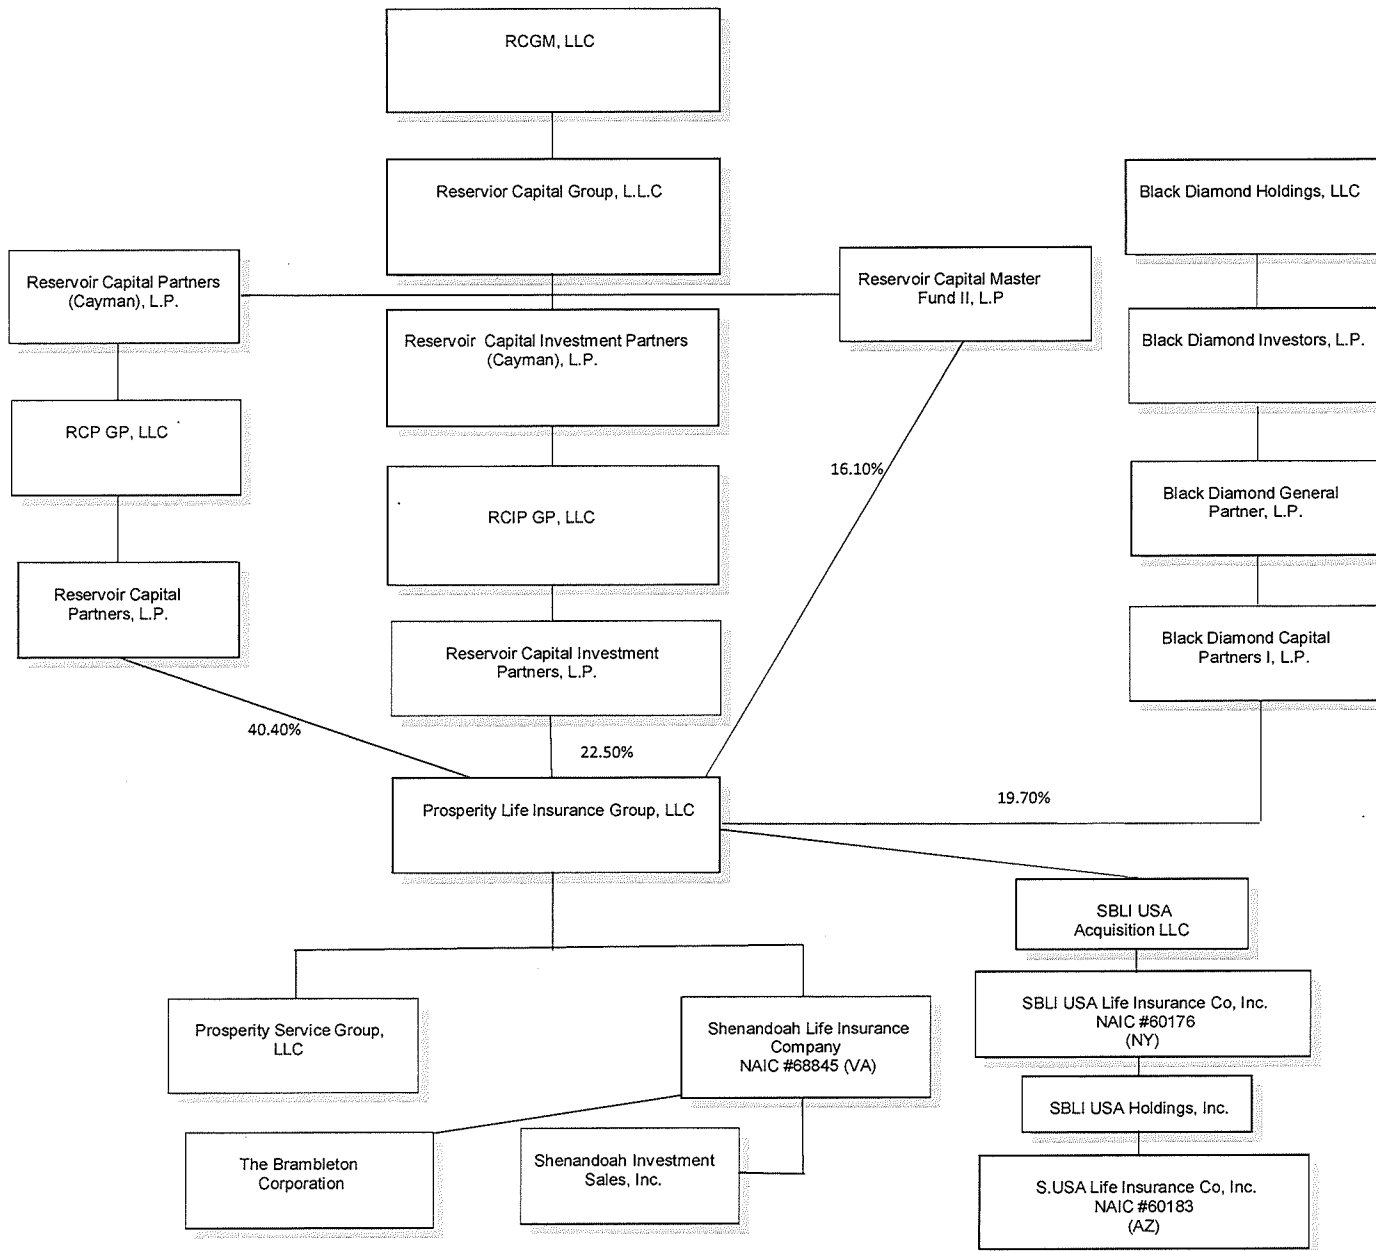 RCGM, LLC
Reservior Capital Group, L.L.C
Black Diamond Holdings, LLC
Reservoir Capital Partners
(Cayman), L.P.
Reservoir Capital Master
Fund II, L.P
Reservoir Capital Investment Partners
(Cayman), L.P.
Black Diamond Investors, L.P.
RCP GP, LLC
16.10%
RCIP GP, LLC
Black Diamond General
Partner, L.P.
Reservoir Capital
Partners, L.P.
Reservoir Capital Investment
Partners, L.P.
Black Diamond Capital
Partners I, L.P.
40.40%
22.50%
19.70%
Prosperity Life Insurance Group, LLC
SBLI USA
Acquisition LLC
Prosperity Service Group,
LLC
Shenandoah Life Insurance
Company
NAIC #68845 (VA)
SBLI USA Life Insurance Co, Inc.
NAIC #60176
(NY)
SBLI USA Holdings, Inc.
The Brambleton
Corporation
Shenandoah Investment
Sales, Inc.
S.USA Life Insurance Co, Inc.
NAIC #60183
(AZ)